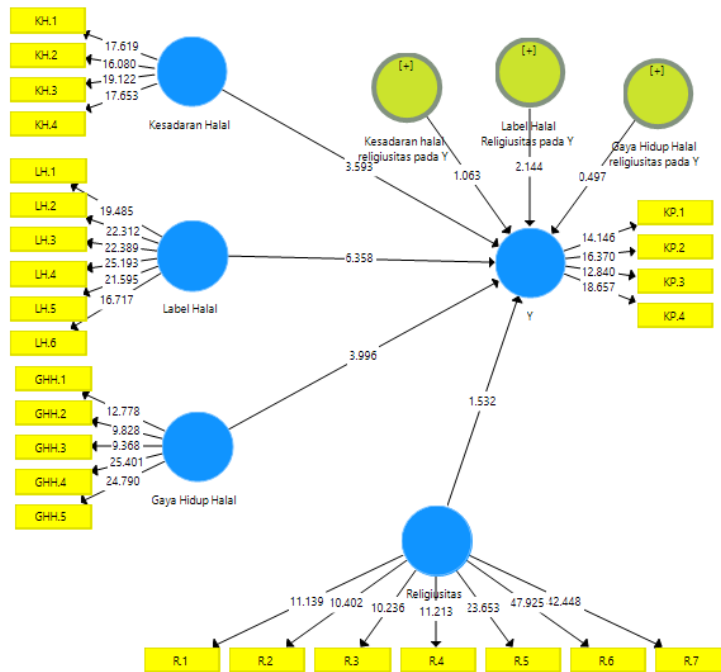 KH.1
KH.2
KH.3
KH.4
17.619
16.080
19.122
17.653
Kesadaran Halal
[+]
Kesadaran halal
religiusitas pada Y
[+]
Label Halal
Religiusitas pada Y
[+]
Gaya Hidup Halal
religiusitas pada Y
3.593
1.063
2.144
0.497
LH.1
LH.2
LH.3
LH.4
LH.5
LH.6
19.485
22.312
22.389
25.193
21.595
16.717
Label Halal
6.358
Y
14.146
16.370
12.840
18.657
KP.1
KP.2
KP.3
KP.4
3.996
GHH.1
GHH.2
GHH.3
GHH.4
GHH.5
12.778
9.828
9.368
25.401
24.790
Gaya Hidup Halal
1.532
Religiusitas
11.139
10.402
10.236
11.213
23.653
47.925
42.448
R.1
R.2
R.3
R.4
R.5
R.6
R.7